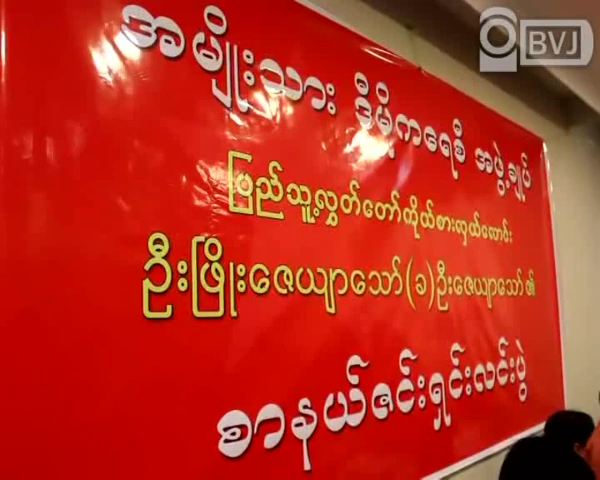 BVJ
အမျိုးသား ဒီမိုကရေစီ အဖွဲ့ချုပ်
ပြည်သူ့လွှတ်တော်ကိုယ်စားလှယ်လောင်း
ဦးဖြိုးဇေယျာသော်(ခ)ဦးဇေယျာသော်၏
စာနယ်ဇင်းရှင်းလင်းပွဲ